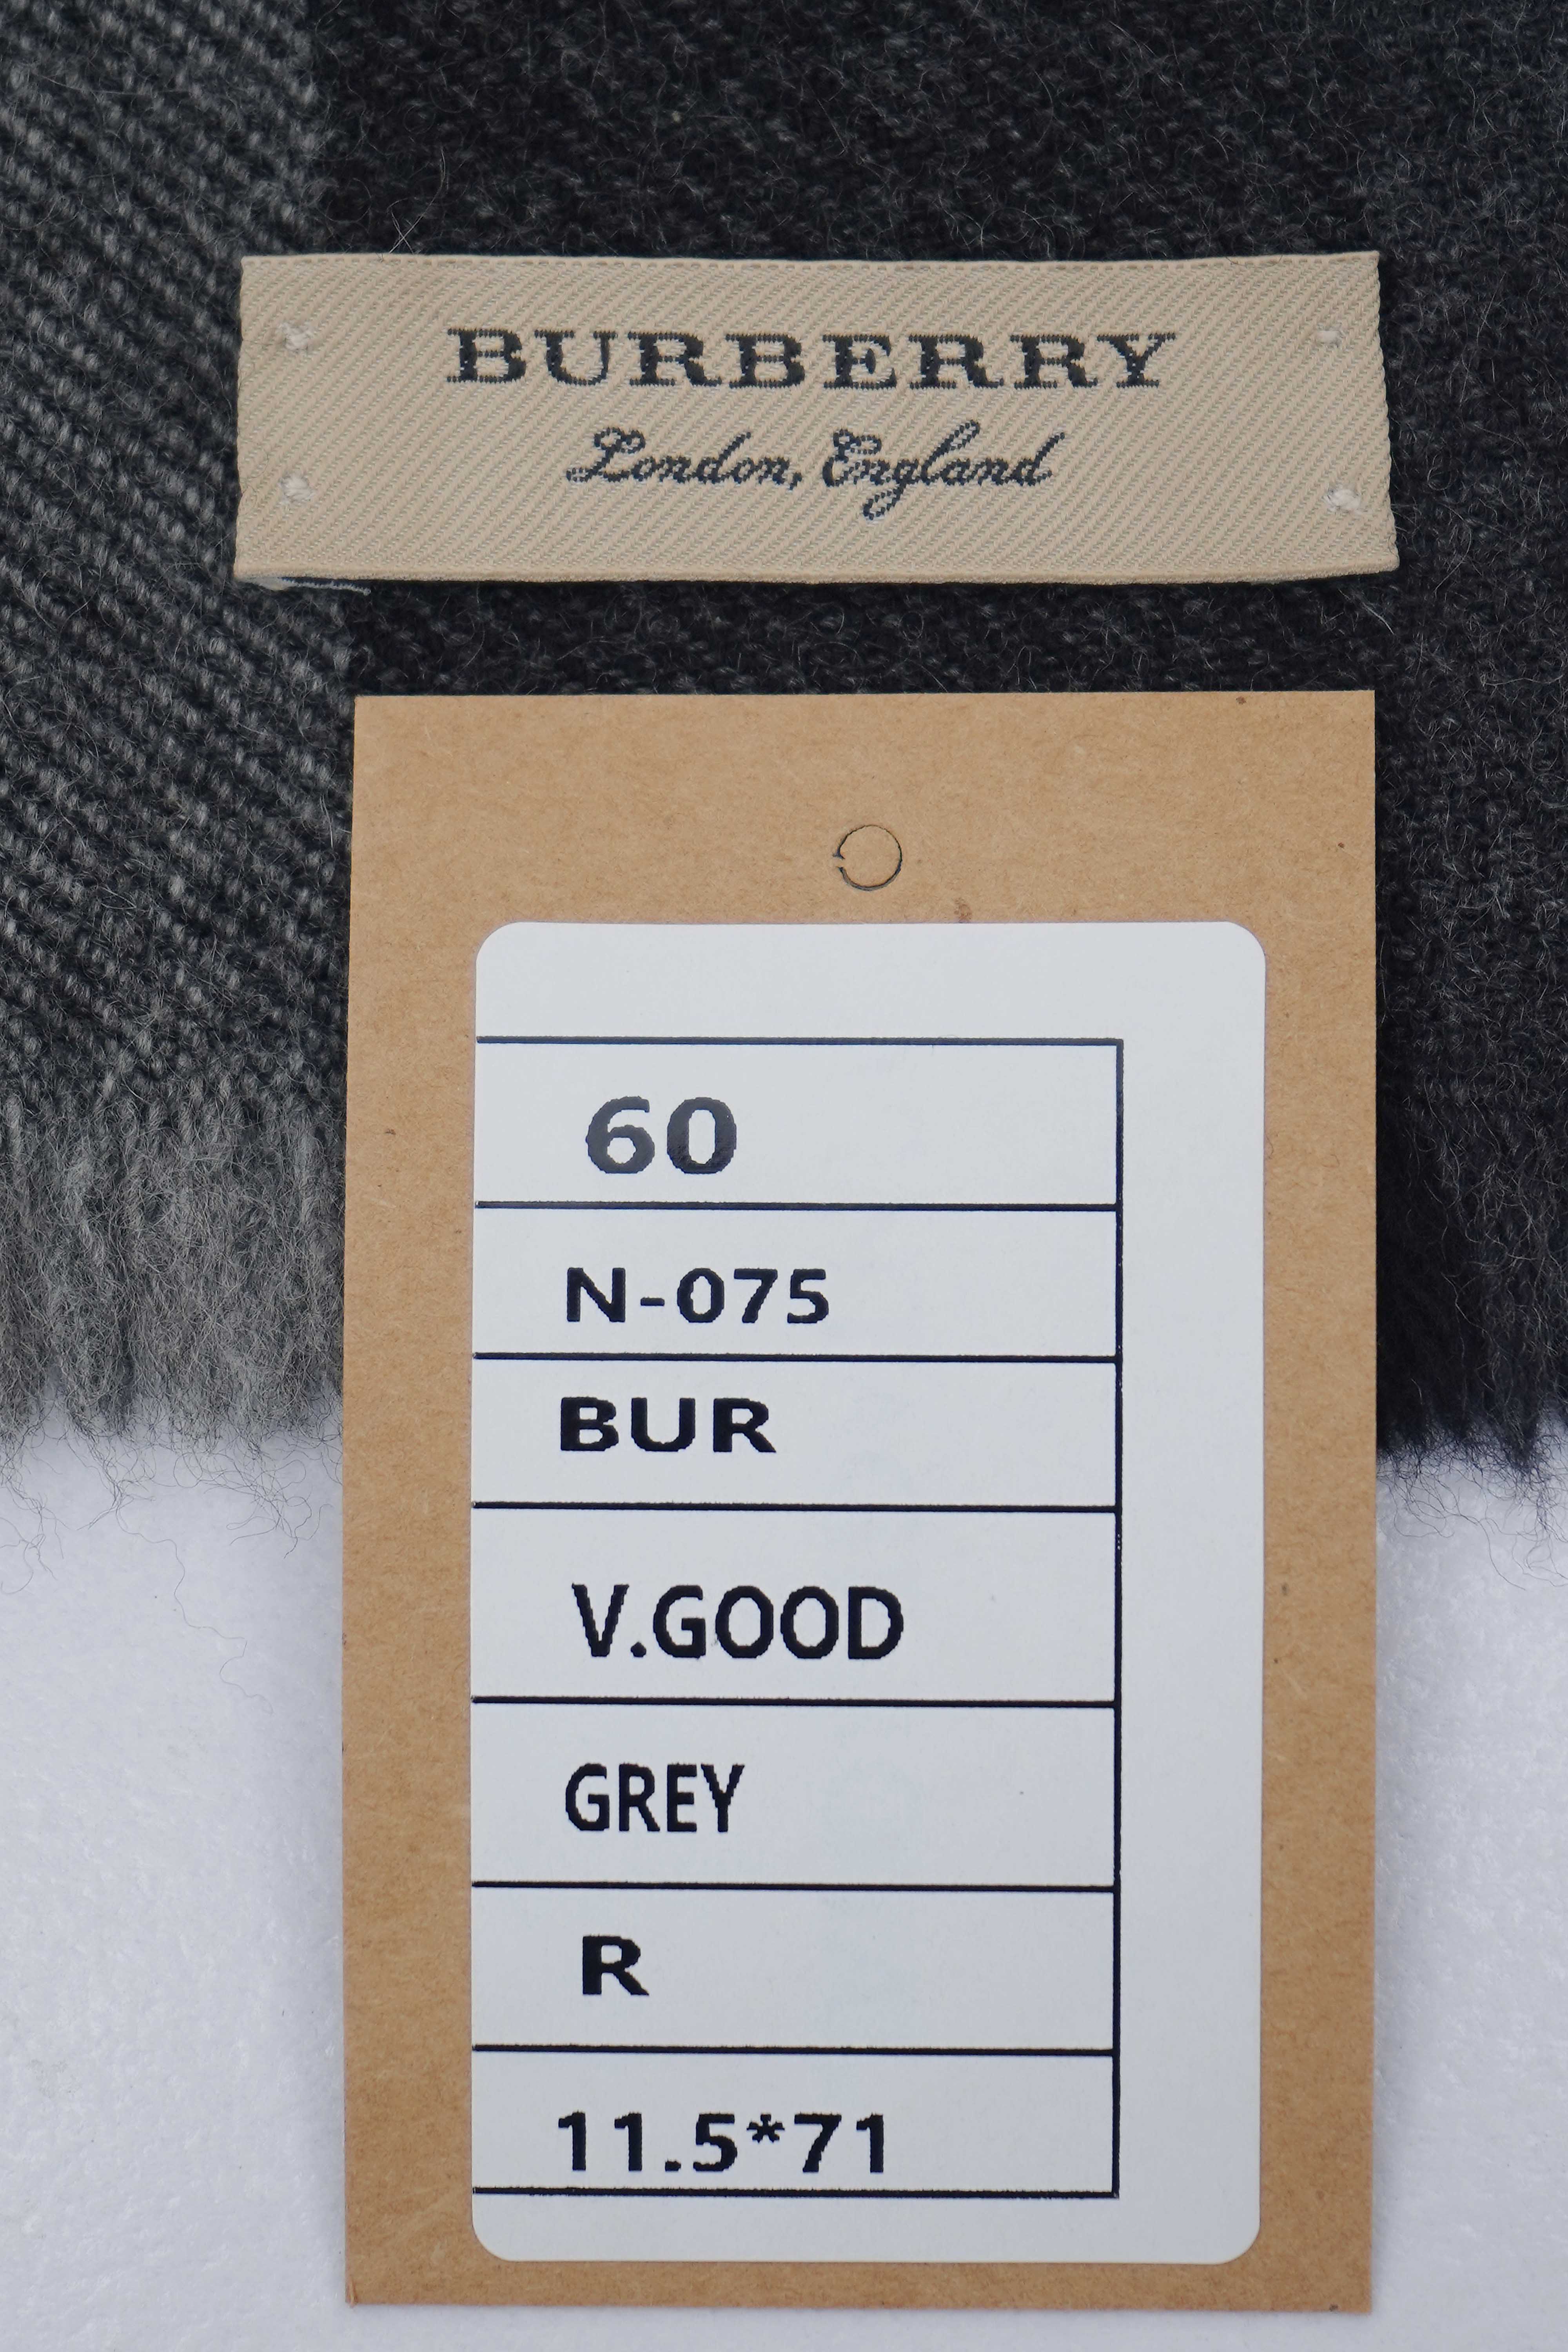 BURBERRY
London, England
60
N-075
BUR
V.GOOD
GREY
R
11.5*71